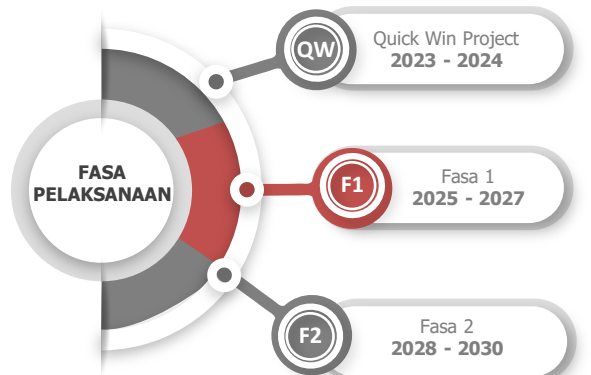 QW
Quick Win Project
2023 - 2024
FASA
PELAKSANAAN
F1
Fasa 1
2025 - 2027
F2
Fasa 2
2028 - 2030